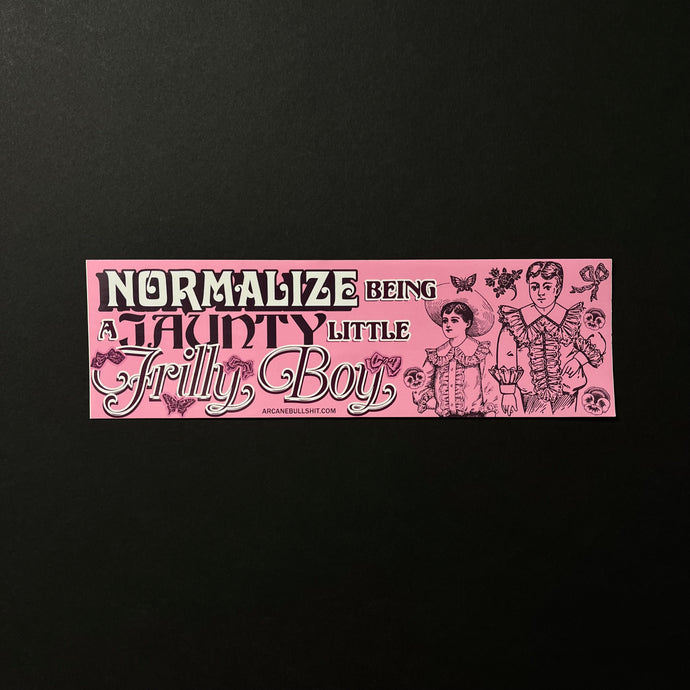 NORMALIZE BEING
A JAUNTY LITTLE
Frilly Boy
ARCANEBULLSHIT.COM